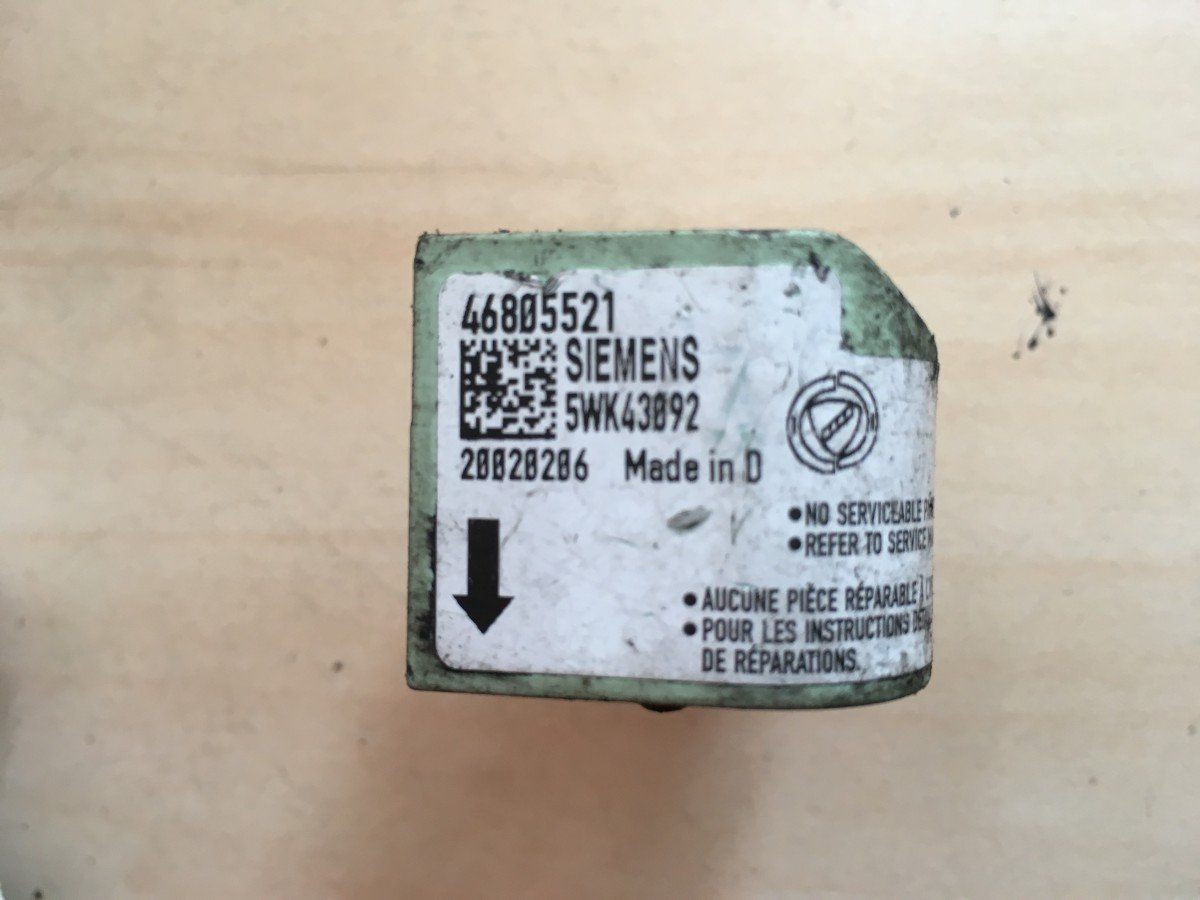 46805521
SIEMENS
5WK43092
20020206 Made in D
•NO SERVICEABLE
•REFER TO SERVICE
•AUCUNE PIÈCE RÉPARABLE À
•POUR LES INSTRUCTIONS
DE RÉPARATIONS.